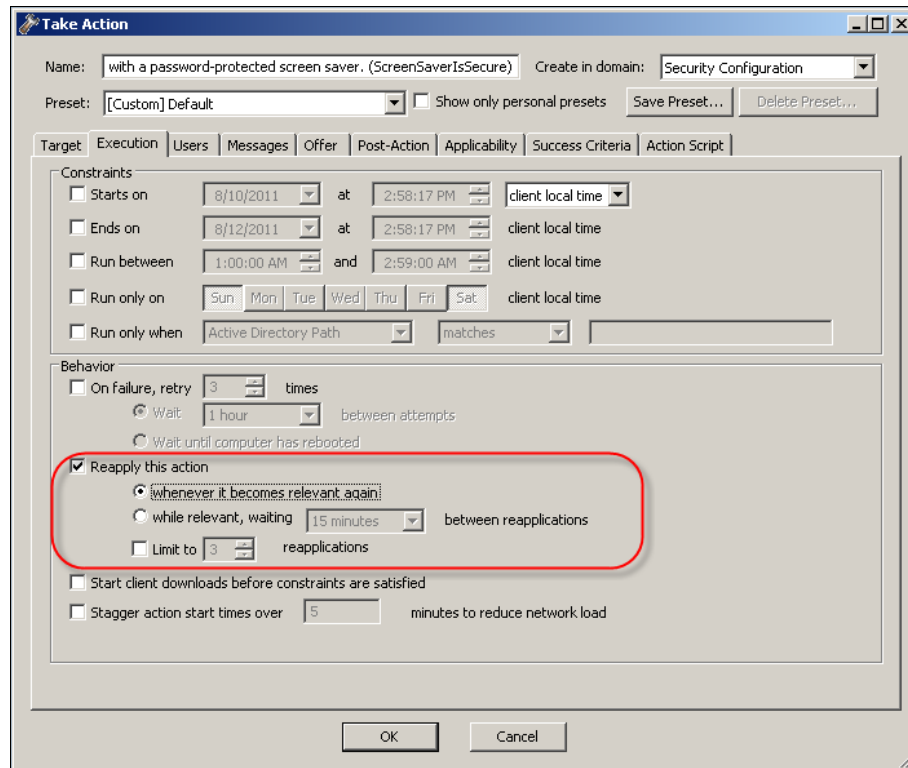 Take Action
Name: with a password-protected screen saver. (ScreenSaverIsSecure) Create in domain: Security Configuration
Preset: [Custom] Default Show only personal presets Save Preset... Delete Preset...
Target Execution Users Messages Offer Post-Action Applicability Success Criteria Action Script
Constraints
Starts on 8/10/2011 at 2:58:17 PM client local time
Ends on 8/12/2011 at 2:58:17 PM client local time
Run between 1:00:00 AM and 2:59:00 AM client local time
Run only on Sun Mon Tue Wed Thu Fri Sat client local time
Run only when Active Directory Path matches
Behavior
On failure, retry 3 times
Wait 1 hour between attempts
Wait until computer has rebooted
Reapply this action
whenever it becomes relevant again
while relevant, waiting 15 minutes between reapplications
Limit to 3 reapplications
Start client downloads before constraints are satisfied
Stagger action start times over 5 minutes to reduce network load
OK Cancel